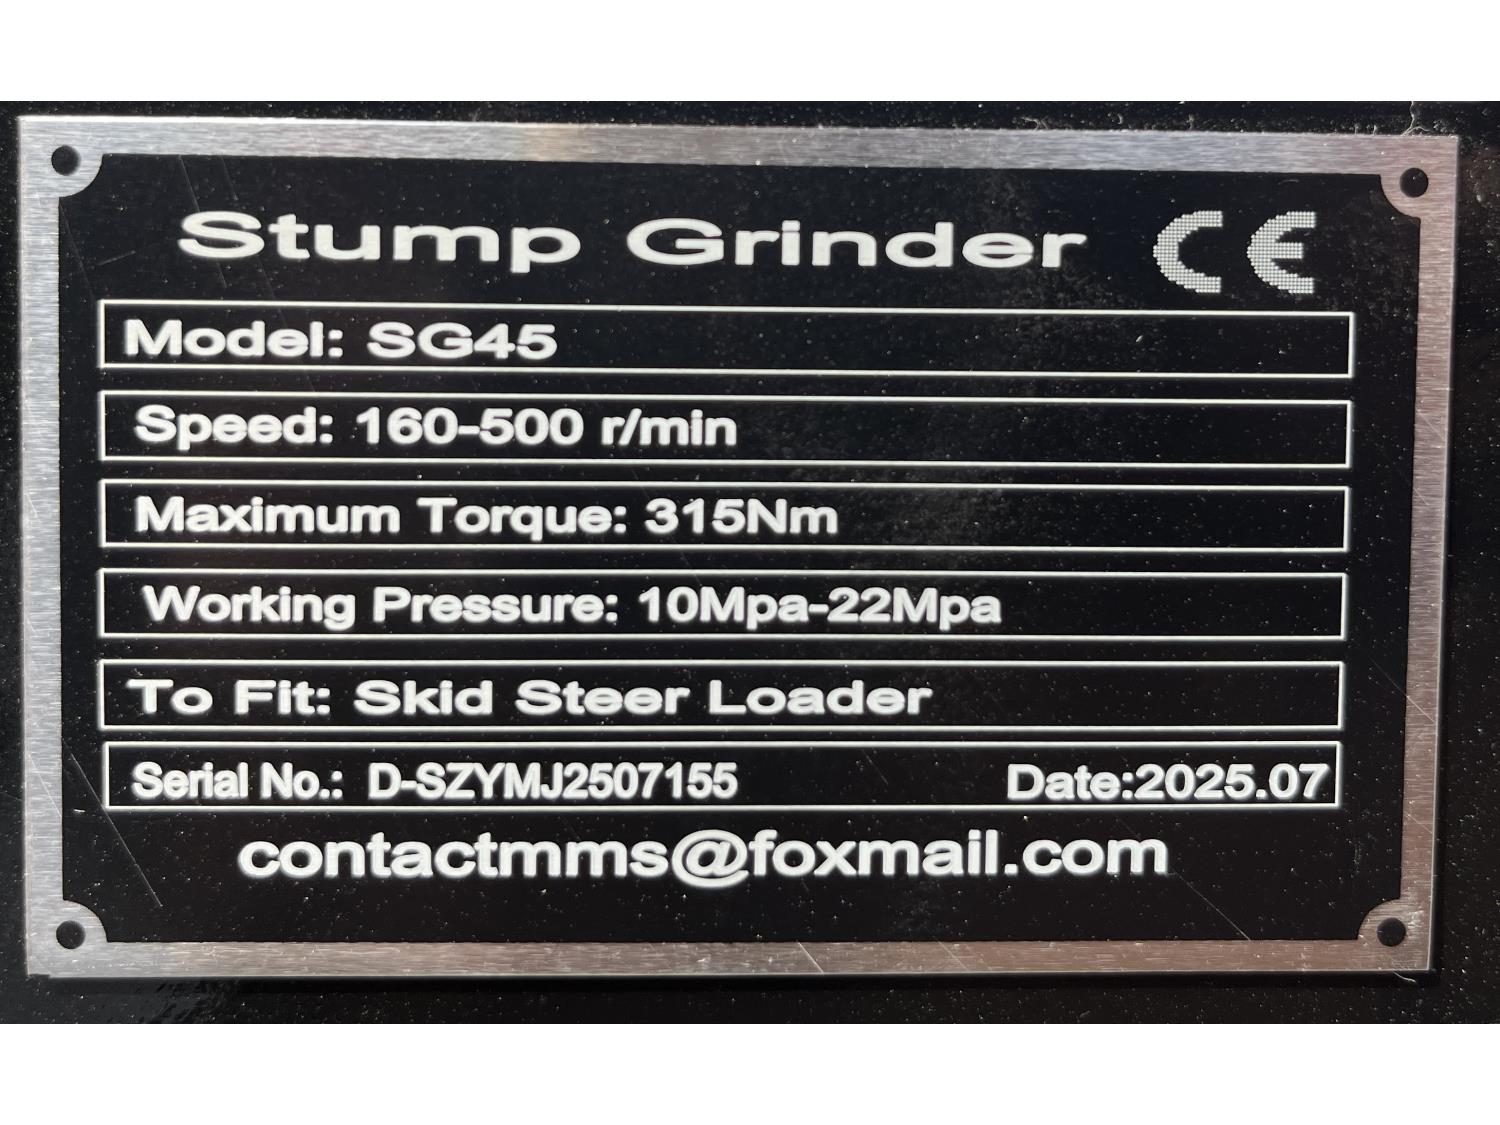 Stump Grinder CE
Model: SG45
Speed: 160-500 r/min
Maximum Torque: 315Nm
Working Pressure: 10Mpa-22Mpa
To Fit: Skid Steer Loader
Serial No.: D-SZYMJ2507155 Date:2025.07
contactmms@foxmail.com